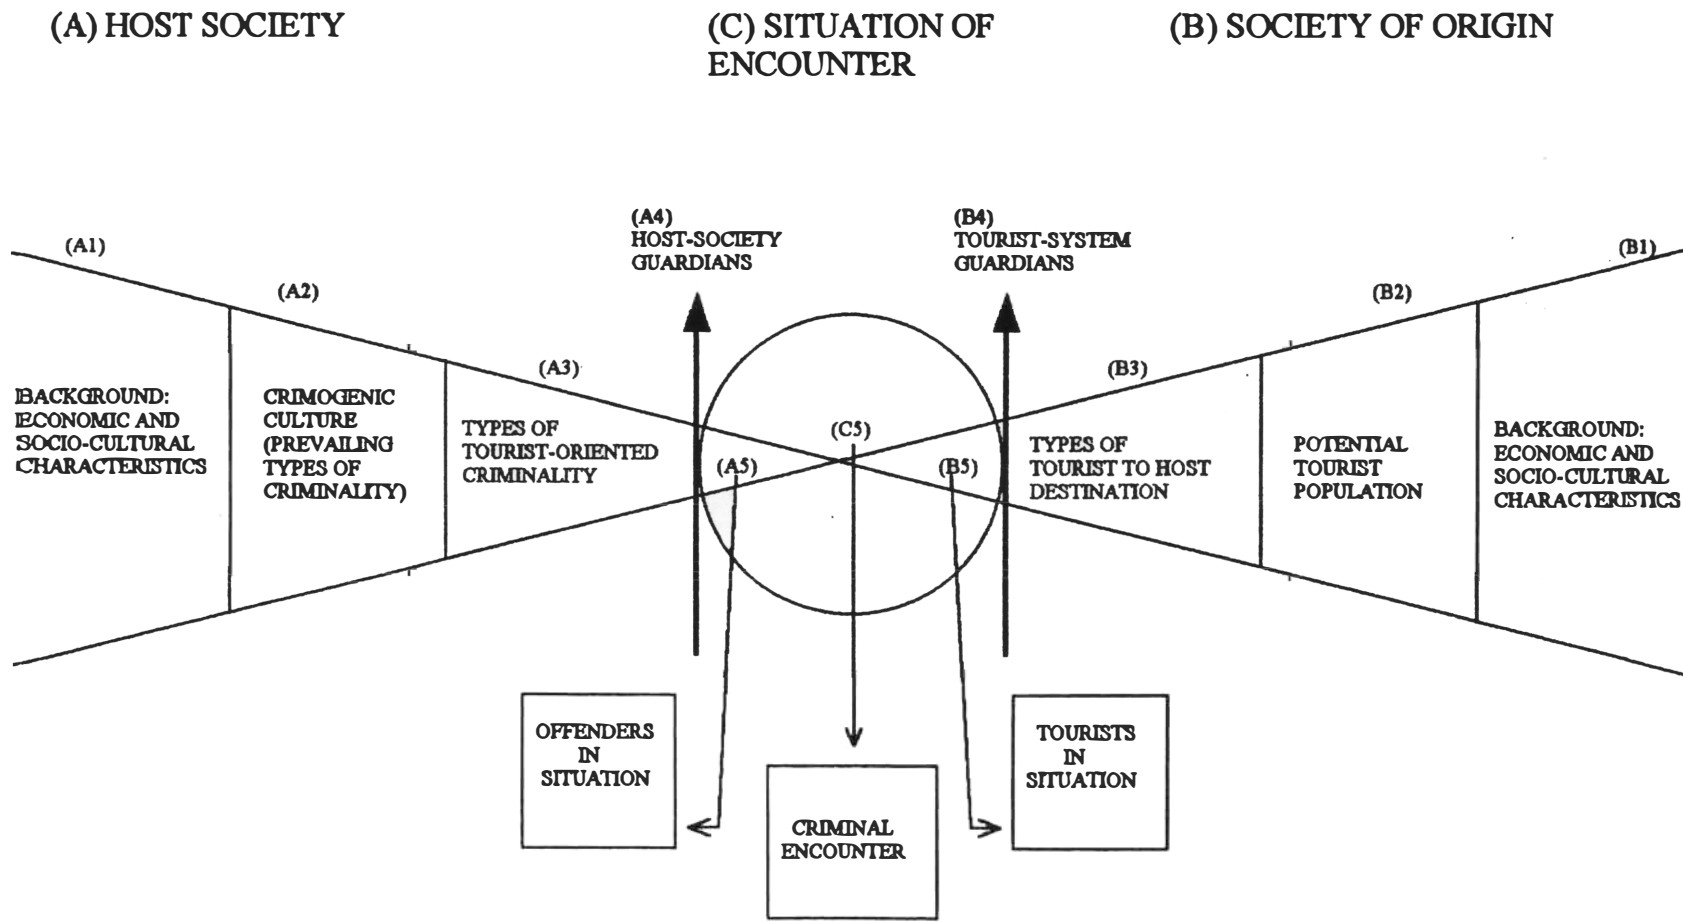 (A) HOST SOCIETY
(C) SITUATION OF
ENCOUNTER
(B) SOCIETY OF ORIGIN
(A1)
(A2)
(A3)
(A4)
HOST-SOCIETY
GUARDIANS
(B4)
TOURIST-SYSTEM
GUARDIANS
(B3)
(B2)
(B1)
BACKGROUND:
ECONOMIC AND
SOCIO-CULTURAL
CHARACTERISTICS
CRIMOGENIC
CULTURE
(PREVAILING
TYPES OF
CRIMINALITY)
TYPES OF
TOURIST-ORIENTED
CRIMINALITY
(A5)
(C5)
(B5)
TYPES OF
TOURIST TO HOST
DESTINATION
POTENTIAL
TOURIST
POPULATION
BACKGROUND:
ECONOMIC AND
SOCIO-CULTURAL
CHARACTERISTICS
OFFENDERS
IN
SITUATION
CRIMINAL
ENCOUNTER
TOURISTS
IN
SITUATION